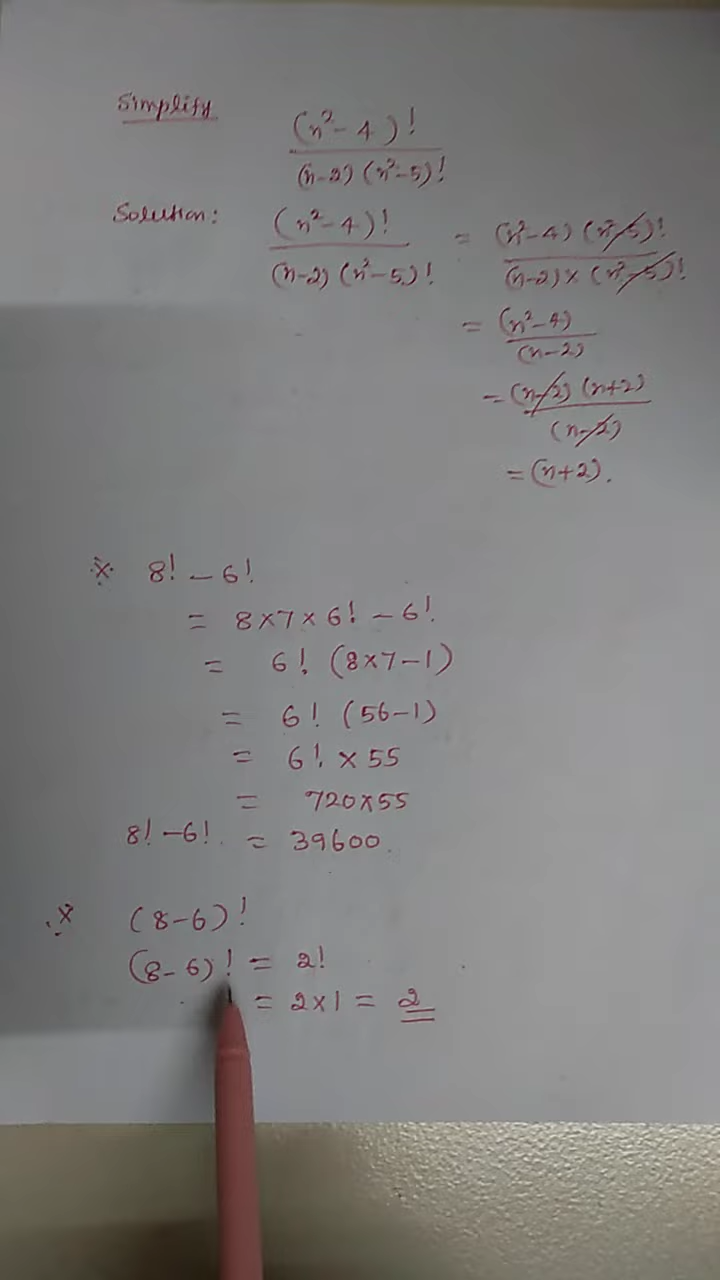 Simplify (n²-4)! / (n-2) (n²-5)!
Solution: (n²-4)! / (n-2) (n²-5)! = (n²-4) (n²-5)! / (n-2) × (n²-5)!
= (n²-4) / (n-2)
= (n-2) (n+2) / (n-2)
= (n+2).
※ 8! - 6!
= 8×7×6! - 6!
= 6! (8×7-1)
= 6! (56-1)
= 6! × 55
= 720×55
8! - 6! = 39600.
※ (8-6)!
(8-6)! = 2!
= 2×1 = 2